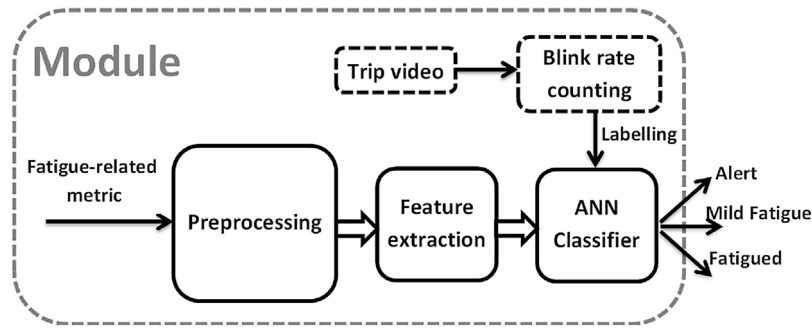 Module
Trip video
Blink rate
counting
Labelling
Fatigue-related
metric
Preprocessing
Feature
extraction
ANN
Classifier
Alert
Mild Fatigue
Fatigued